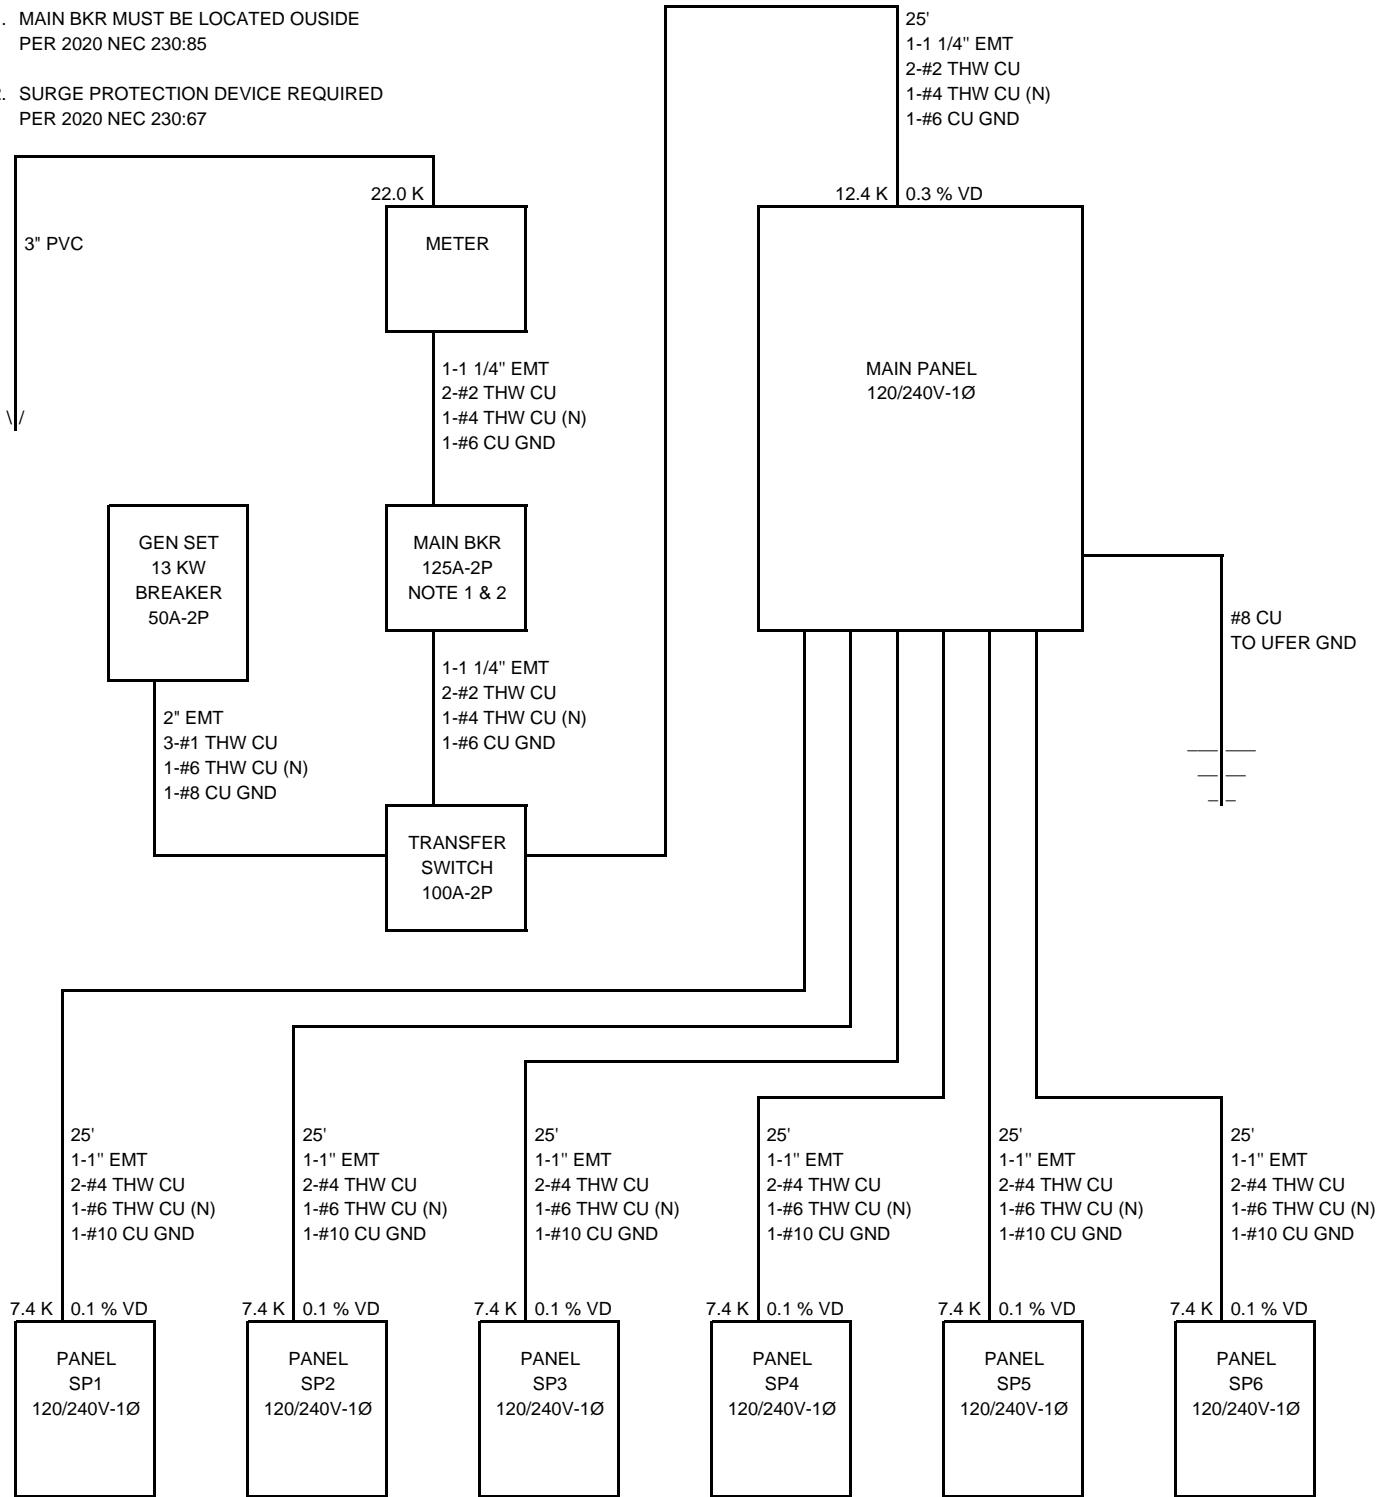 . MAIN BKR MUST BE LOCATED OUSIDE
PER 2020 NEC 230:85
. SURGE PROTECTION DEVICE REQUIRED
PER 2020 NEC 230:67
25'
1-1 1/4" EMT
2-#2 THW CU
1-#4 THW CU (N)
1-#6 CU GND
22.0 K
12.4 K
0.3 % VD
3" PVC
METER
1-1 1/4" EMT
2-#2 THW CU
1-#4 THW CU (N)
1-#6 CU GND
MAIN PANEL
120/240V-1Ø
GEN SET
13 KW
BREAKER
50A-2P
MAIN BKR
125A-2P
NOTE 1 & 2
#8 CU
TO UFER GND
2" EMT
3-#1 THW CU
1-#6 THW CU (N)
1-#8 CU GND
1-1 1/4" EMT
2-#2 THW CU
1-#4 THW CU (N)
1-#6 CU GND
TRANSFER
SWITCH
100A-2P
25'
1-1" EMT
2-#4 THW CU
1-#6 THW CU (N)
1-#10 CU GND
25'
1-1" EMT
2-#4 THW CU
1-#6 THW CU (N)
1-#10 CU GND
25'
1-1" EMT
2-#4 THW CU
1-#6 THW CU (N)
1-#10 CU GND
25'
1-1" EMT
2-#4 THW CU
1-#6 THW CU (N)
1-#10 CU GND
25'
1-1" EMT
2-#4 THW CU
1-#6 THW CU (N)
1-#10 CU GND
25'
1-1" EMT
2-#4 THW CU
1-#6 THW CU (N)
1-#10 CU GND
7.4 K 0.1 % VD
7.4 K 0.1 % VD
7.4 K 0.1 % VD
7.4 K 0.1 % VD
7.4 K 0.1 % VD
7.4 K 0.1 % VD
PANEL
SP1
120/240V-1Ø
PANEL
SP2
120/240V-1Ø
PANEL
SP3
120/240V-1Ø
PANEL
SP4
120/240V-1Ø
PANEL
SP5
120/240V-1Ø
PANEL
SP6
120/240V-1Ø